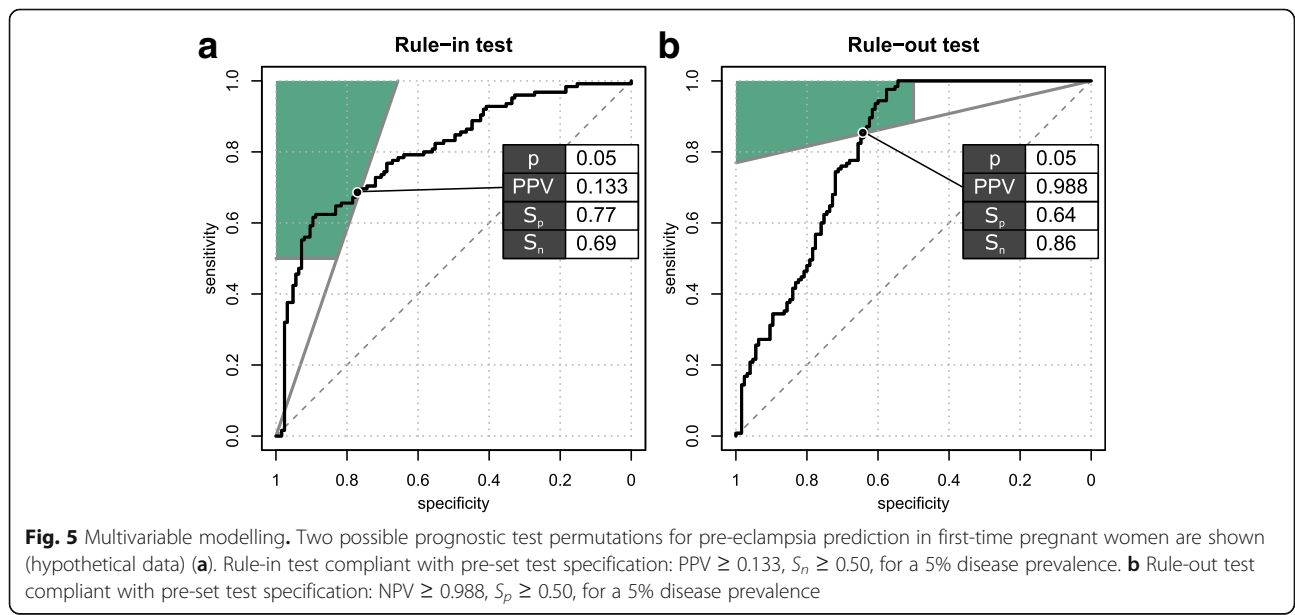 a
Rule−in test
1.0
0.8
0.6
0.4
0.2
0.0
sensitivity
1 0.8 0.6 0.4 0.2 0
specificity
p 0.05
PPV 0.133
Sp 0.77
Sn 0.69
b
Rule−out test
1.0
0.8
0.6
0.4
0.2
0.0
sensitivity
1 0.8 0.6 0.4 0.2 0
specificity
p 0.05
PPV 0.988
Sp 0.64
Sn 0.86
Fig. 5 Multivariable modelling. Two possible prognostic test permutations for pre-eclampsia prediction in first-time pregnant women are shown
(hypothetical data) (a). Rule-in test compliant with pre-set test specification: PPV ≥ 0.133, Sn ≥ 0.50, for a 5% disease prevalence. b Rule-out test
compliant with pre-set test specification: NPV ≥ 0.988, Sp ≥ 0.50, for a 5% disease prevalence